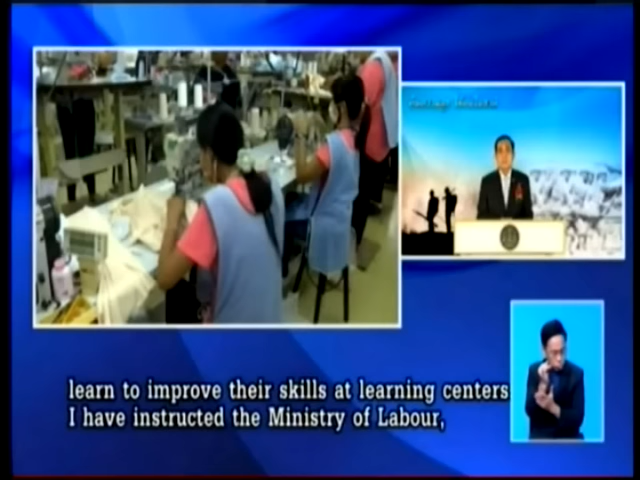 learn to improve their skills at learning centers
I have instructed the Ministry of Labour,